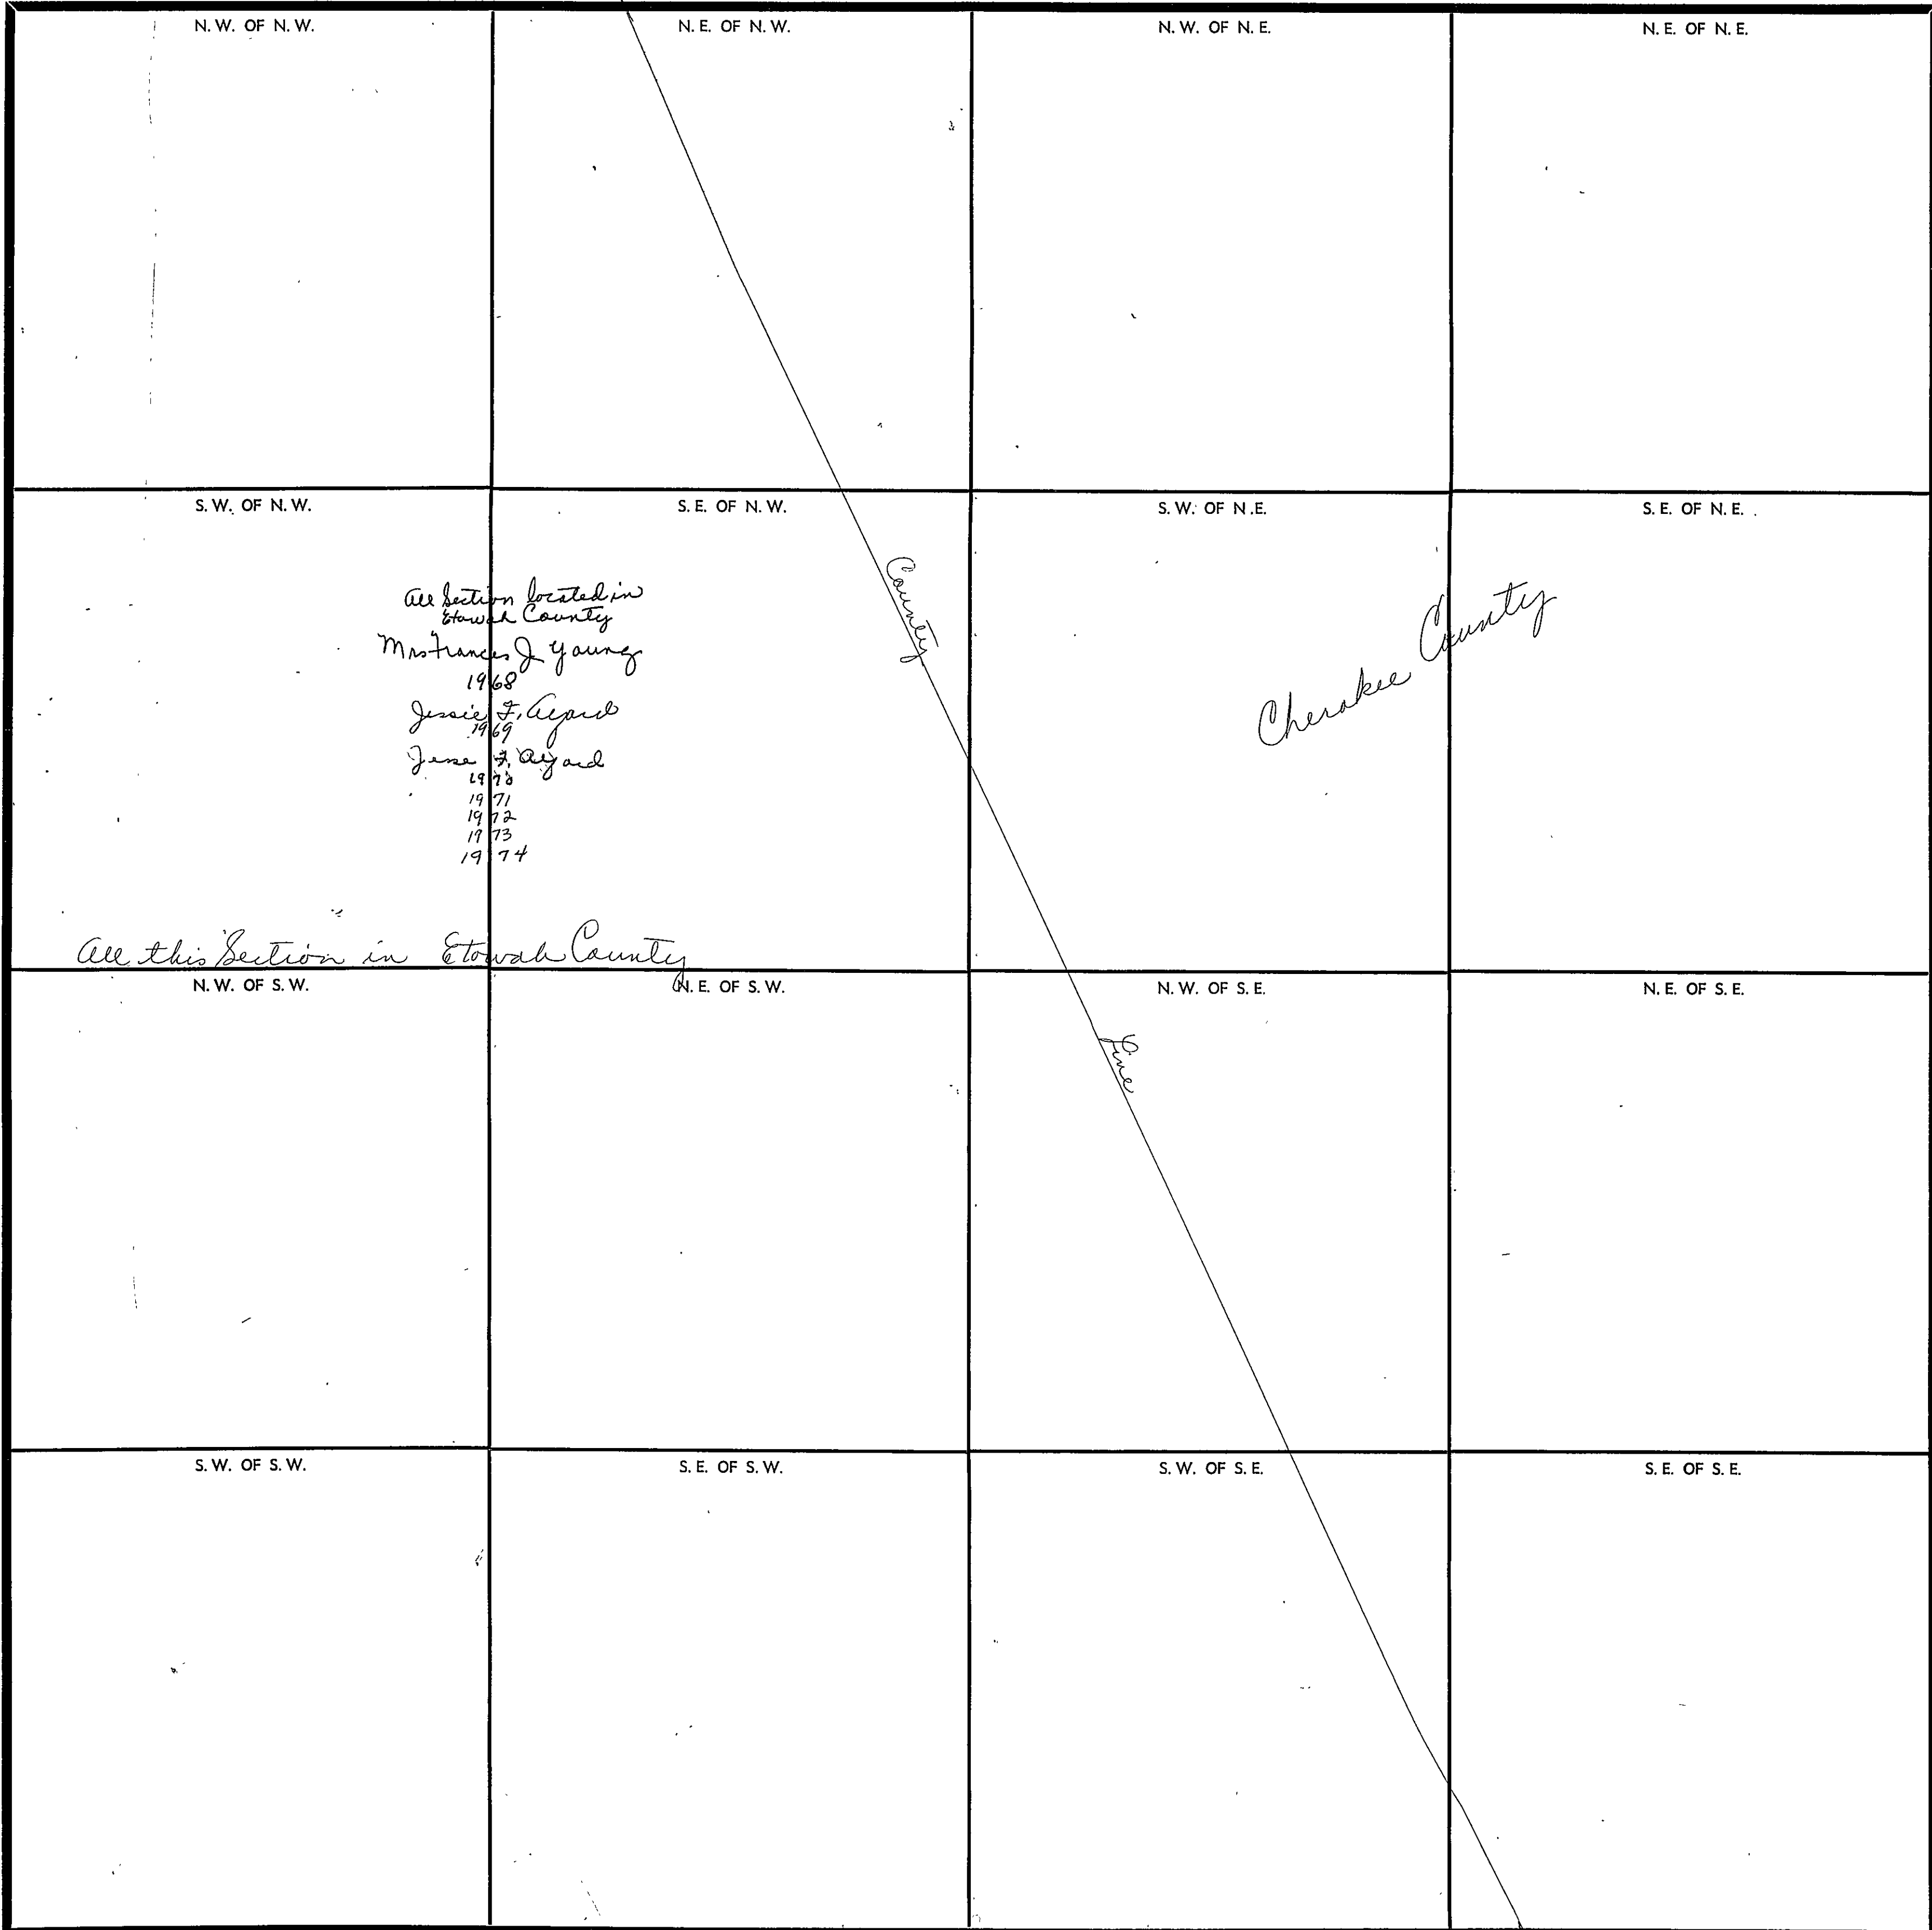 N. W. OF N. W.
N. E. OF N. W.
N. W. OF N. E.
N. E. OF N. E.
S. W. OF N. W.
S. E. OF N. W.
S. W. OF N. E.
S. E. OF N. E.
All Section located in
Etowah County
Mrs Frances J Young
1968
Jessie F.
1969
Jesse F.
1970
1971
1972
1973
1974
County
Cherokee County
All this Section in Etowah County
N. W. OF S. W.
N. E. OF S. W.
N. W. OF S. E.
N. E. OF S. E.
Line
S. W. OF S. W.
S. E. OF S. W.
S. W. OF S. E.
S. E. OF S. E.